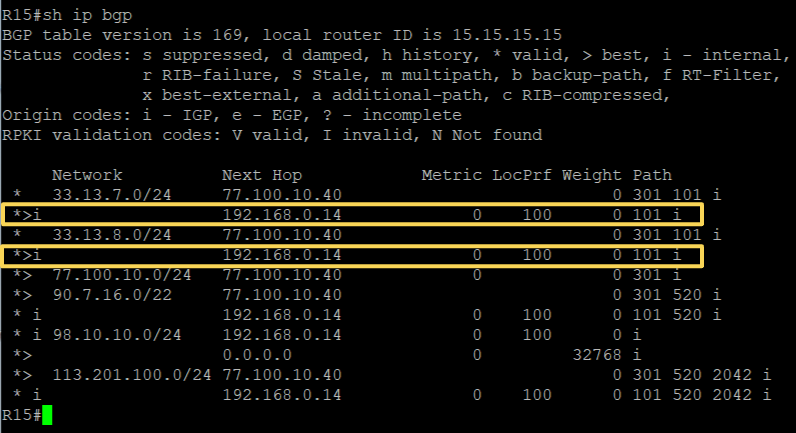 R15#sh ip bgp
BGP table version is 169, local router ID is 15.15.15.15
Status codes: s suppressed, d damped, h history, * valid, > best, i - internal,
              r RIB-failure, S Stale, m multipath, b backup-path, f RT-Filter,
              x best-external, a additional-path, c RIB-compressed,
Origin codes: i - IGP, e - EGP, ? - incomplete
RPKI validation codes: V valid, I invalid, N Not found

     Network          Next Hop            Metric LocPrf Weight Path
 *   33.13.7.0/24     77.100.10.40                           0 301 101 i
 *>i                  192.168.0.14             0    100      0 101 i
 *   33.13.8.0/24     77.100.10.40                           0 301 101 i
 *>i                  192.168.0.14             0    100      0 101 i
 *>  77.100.10.0/24   77.100.10.40             0             0 301 i
 *>  90.7.16.0/22     77.100.10.40                           0 301 520 i
 * i                  192.168.0.14             0    100      0 101 520 i
 * i 98.10.10.0/24    192.168.0.14             0    100      0 i
 *>                   0.0.0.0                  0         32768 i
 *>  113.201.100.0/24 77.100.10.40                           0 301 520 2042 i
 * i                  192.168.0.14             0    100      0 101 520 2042 i
R15#